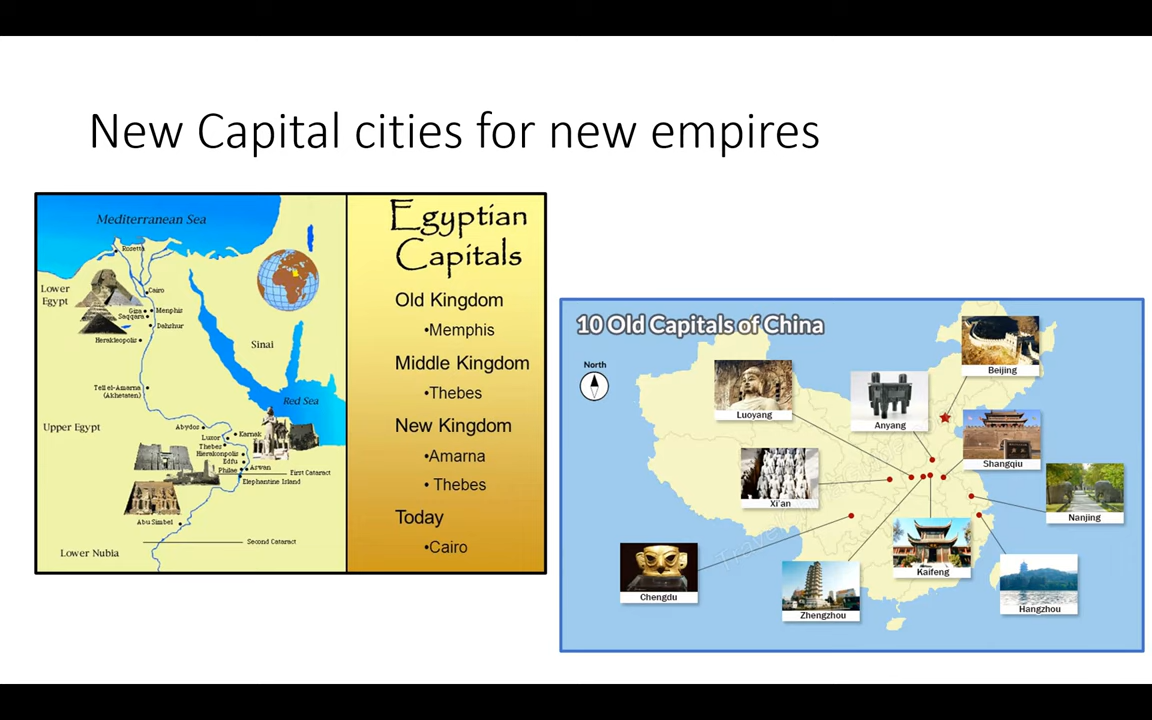 New Capital cities for new empires
Mediterranean Sea
Rosetta
Lower
Egypt
Cairo
Giza
Memphis
Saqqara
Dahshur
Herakleopolis
Sinai
Tell el-Amarna
(Akhetaten)
Red Sea
Upper Egypt
Abydos
Karnak
Luxor
Thebes
Hierakonpolis
Edfu
Philae
Aswan
First Cataract
Elephantine Island
Abu Simbel
Second Cataract
Lower Nubia
Egyptian
Capitals
Old Kingdom
•Memphis
Middle Kingdom
•Thebes
New Kingdom
•Amarna
• Thebes
Today
•Cairo
10 Old Capitals of China
North
Beijing
Luoyang
Anyang
Shangqiu
Xi'an
Nanjing
Kaifeng
Chengdu
Zhengzhou
Hangzhou